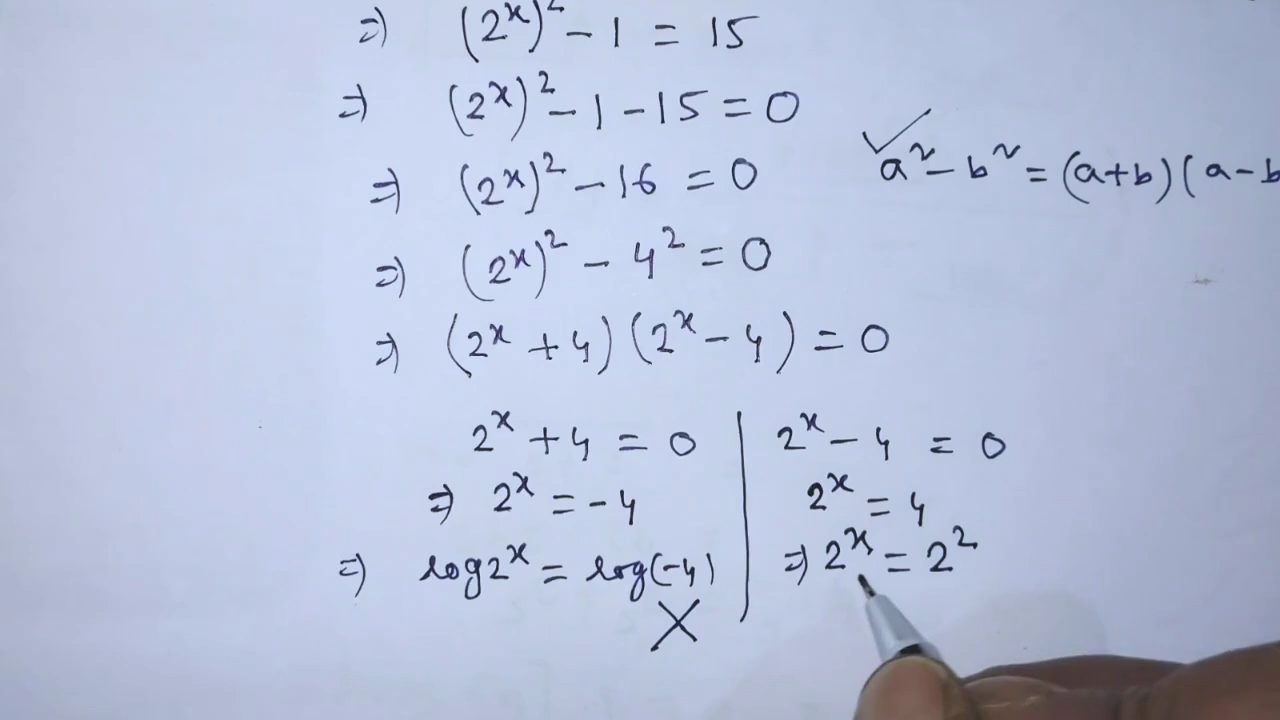 ⇒ (2^x)^2 - 1 = 15
⇒ (2^x)^2 - 1 - 15 = 0
⇒ (2^x)^2 - 16 = 0
a^2 - b^2 = (a+b)(a-b
⇒ (2^x)^2 - 4^2 = 0
⇒ (2^x + 4)(2^x - 4) = 0
2^x + 4 = 0
⇒ 2^x = -4
⇒ log2^x = log(-4)
2^x - 4 = 0
2^x = 4
⇒ 2^x = 2^2